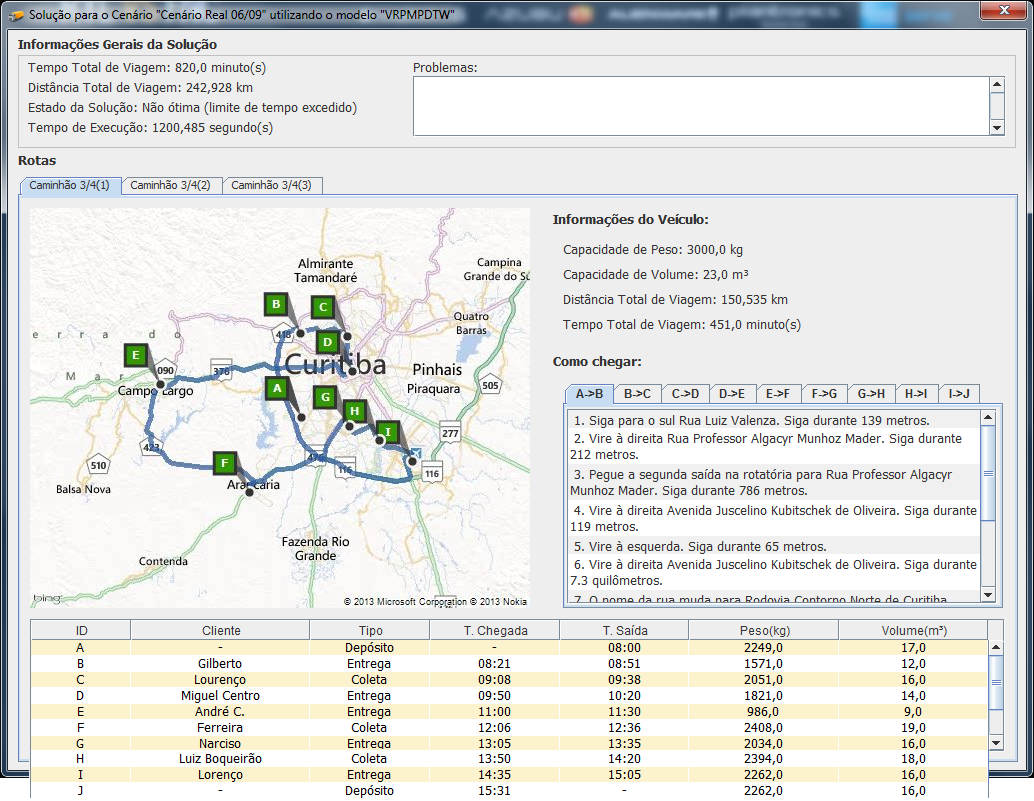 Solução para o Cenário "Cenário Real 06/09" utilizando o modelo "VRPMPDTW"
Informações Gerais da Solução
Tempo Total de Viagem: 820,0 minuto(s)
Distância Total de Viagem: 242,928 km
Estado da Solução: Não ótima (limite de tempo excedido)
Tempo de Execução: 1200,485 segundo(s)
Problemas:
Rotas
Caminhão 3/4(1) Caminhão 3/4(2) Caminhão 3/4(3)
Almirante
Tamandaré
Campina
Grande do Su
Quatro
Barras
B
C
D
418
e r r a d o
M a r
E
090
376
Curitiba
Pinhais
Piraquara
505
Campo Largo
A
G
H
I
277
423
510
476
116
116
Balsa Nova
F
Araucária
Fazenda Rio
Grande
Contenda
bing
© 2013 Microsoft Corporation © 2013 Nokia
Informações do Veículo:
Capacidade de Peso: 3000,0 kg
Capacidade de Volume: 23,0 m³
Distância Total de Viagem: 150,535 km
Tempo Total de Viagem: 451,0 minuto(s)
Como chegar:
A->B B->C C->D D->E E->F F->G G->H H->I I->J
1. Siga para o sul Rua Luiz Valenza. Siga durante 139 metros.
2. Vire à direita Rua Professor Algacyr Munhoz Mader. Siga durante
212 metros.
3. Pegue a segunda saída na rotatória para Rua Professor Algacyr
Munhoz Mader. Siga durante 786 metros.
4. Vire à direita Avenida Juscelino Kubitschek de Oliveira. Siga durante
119 metros.
5. Vire à esquerda. Siga durante 65 metros.
6. Vire à direita Avenida Juscelino Kubitschek de Oliveira. Siga durante
7.3 quilômetros.
7. O nome da rua muda para Rodovia Contorno Norte de Curitiba
ID Cliente Tipo T. Chegada T. Saída Peso(kg) Volume(m³)
A - Depósito - 08:00 2249,0 17,0
B Gilberto Entrega 08:21 08:51 1571,0 12,0
C Lourenço Coleta 09:08 09:38 2051,0 16,0
D Miguel Centro Entrega 09:50 10:20 1821,0 14,0
E André C. Entrega 11:00 11:30 986,0 9,0
F Ferreira Coleta 12:06 12:36 2408,0 19,0
G Narciso Entrega 13:05 13:35 2034,0 16,0
H Luiz Boqueirão Coleta 13:50 14:20 2394,0 18,0
I Lorenço Entrega 14:35 15:05 2262,0 16,0
J - Depósito 15:31 - 2262,0 16,0